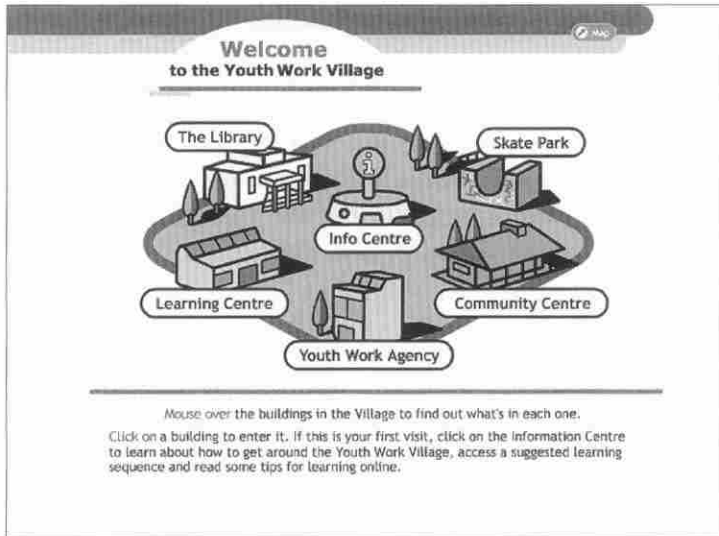 Map
Welcome
to the Youth Work Village
The Library
Skate Park
i
Info Centre
Learning Centre
Community Centre
Youth Work Agency
Mouse over the buildings in the Village to find out what's in each one.
Click on a building to enter it. If this is your first visit, click on the Information Centre
to learn about how to get around the Youth Work Village, access a suggested learning
sequence and read some tips for learning online.